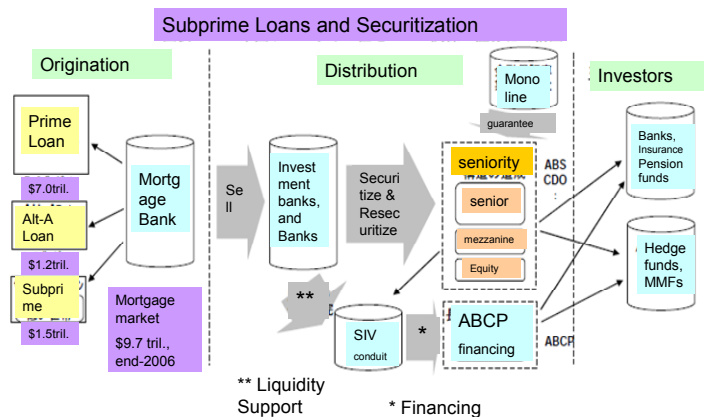 Subprime Loans and Securitization
Origination
Distribution
Investors
Mono
line
guarantee
Prime
Loan
$7.0tril.
Alt-A
Loan
$1.2tril.
Subpri
me
$1.5tril.
Mortg
age
Bank
Mortgage
market
$9.7 tril.,
end-2006
Se
ll
Invest
ment
banks,
and
Banks
Securi
tize &
Resec
uritize
seniority
senior
mezzanine
Equity
ABS
CDO
:
Banks,
Insurance
Pension
funds
Hedge
funds,
MMFs
**
SIV
conduit
*
ABCP
financing
ABCP
** Liquidity
Support
* Financing